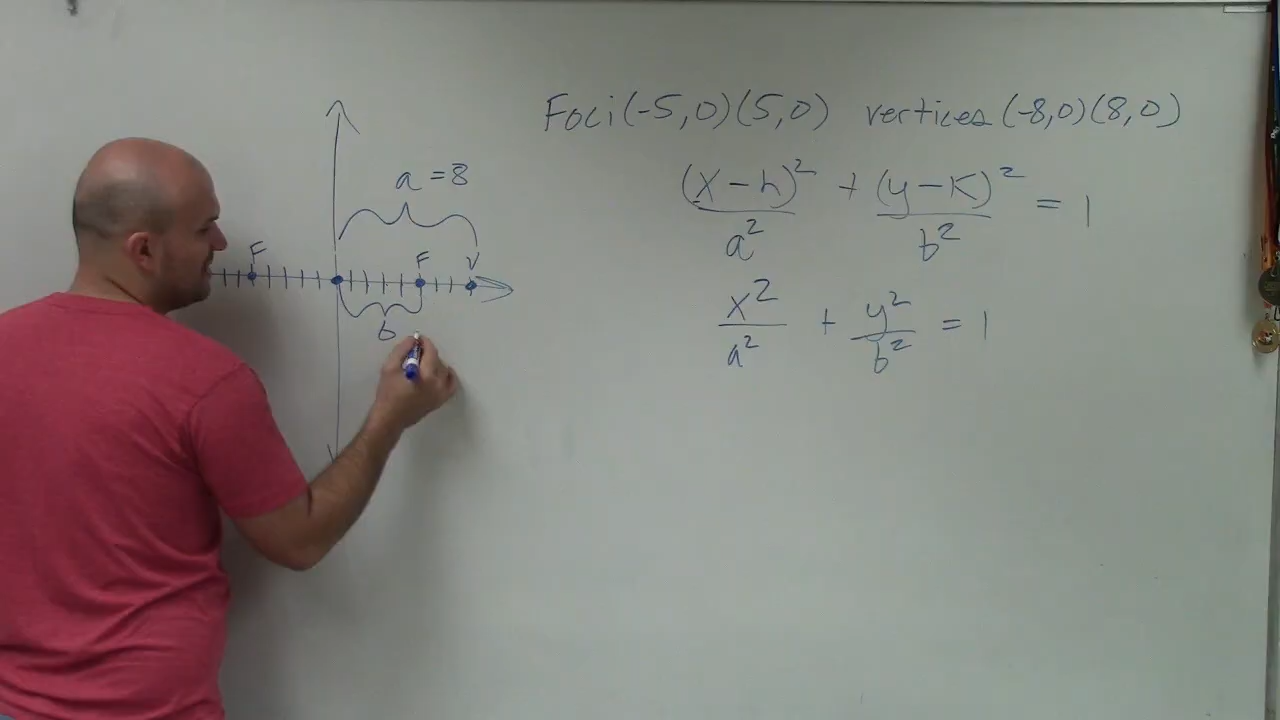 Foci (-5,0)(5,0) vertices (-8,0)(8,0)
a = 8
(x-h)² / a² + (y-k)² / b² = 1
F F V
b
x² / a² + y² / b² = 1